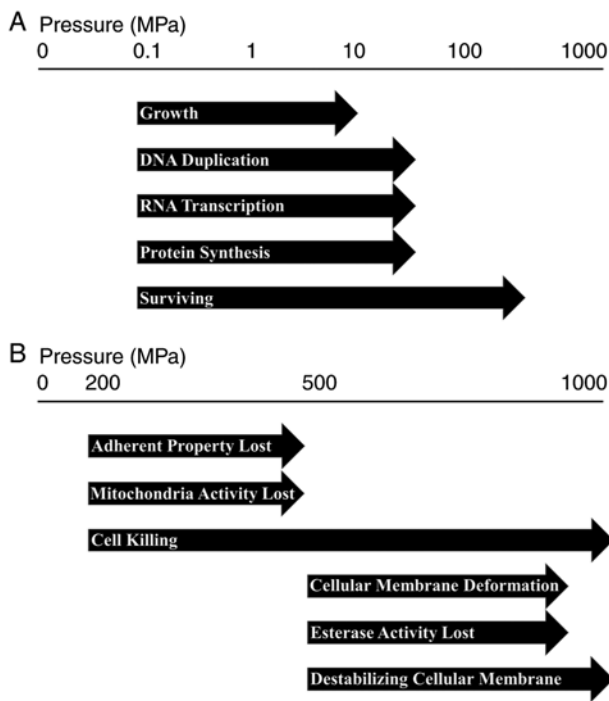 A
Pressure (MPa)
0 0.1 1 10 100 1000
Growth
DNA Duplication
RNA Transcription
Protein Synthesis
Surviving
B
Pressure (MPa)
0 200 500 1000
Adherent Property Lost
Mitochondria Activity Lost
Cell Killing
Cellular Membrane Deformation
Esterase Activity Lost
Destabilizing Cellular Membrane